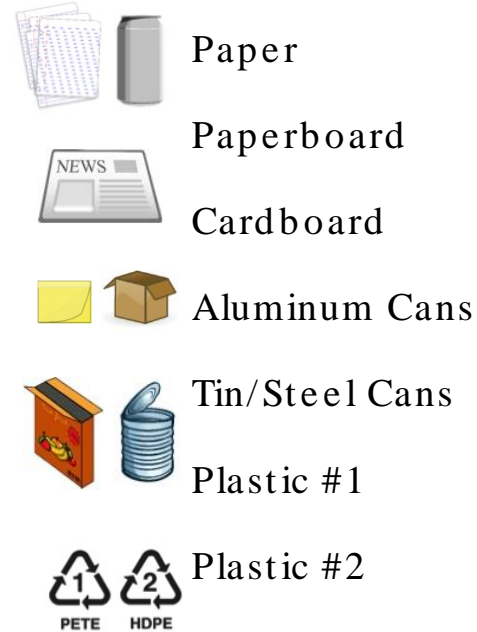 Paper
Paperboard
NEWS
Cardboard
Aluminum Cans
Tin/Steel Cans
Plastic #1
Plastic #2
1 2
PETE HDPE